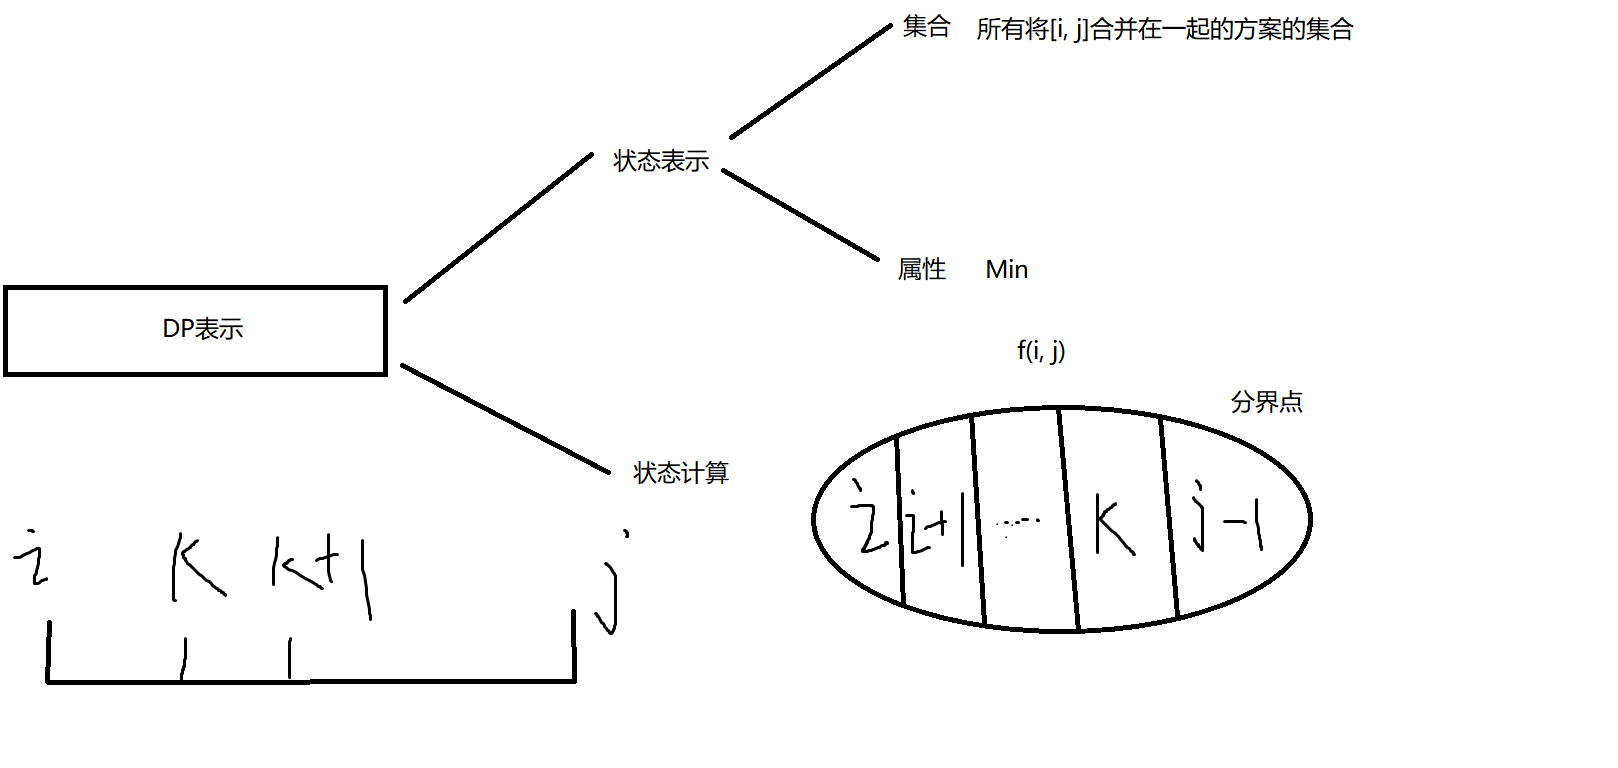 集合 所有将[i, j]合并在一起的方案的集合
状态表示
属性 Min
DP表示
f(i, j)
分界点
状态计算
i i+1 ...... K j-1
i K k+1 j